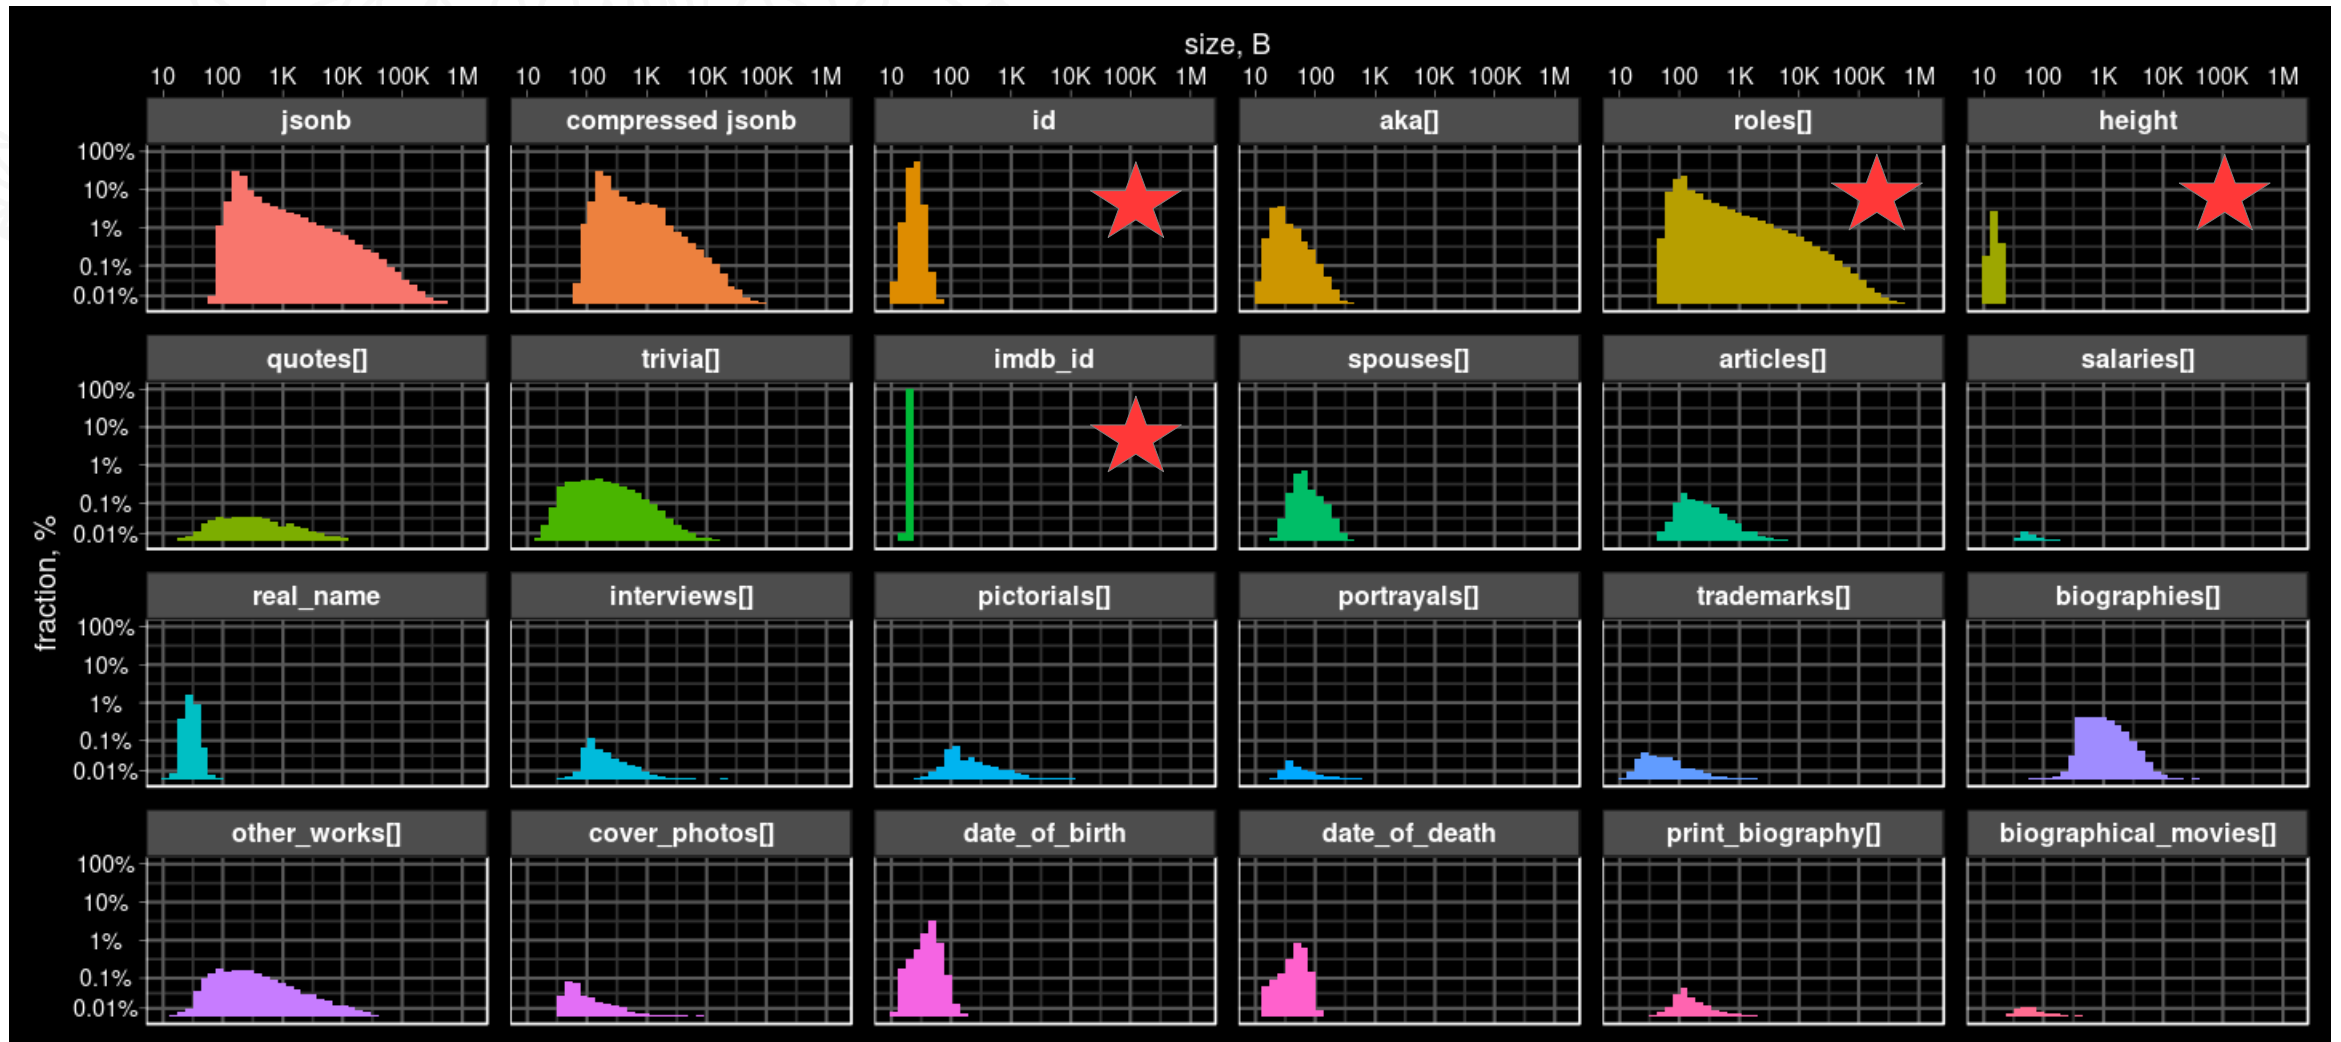 size, B
10 100 1K 10K 100K 1M 10 100 1K 10K 100K 1M 10 100 1K 10K 100K 1M 10 100 1K 10K 100K 1M 10 100 1K 10K 100K 1M 10 100 1K 10K 100K 1M
jsonb compressed jsonb id aka[] roles[] height
100%
10%
1%
0.1%
0.01%
quotes[] trivia[] imdb_id spouses[] articles[] salaries[]
100%
10%
1%
0.1%
0.01%
fraction, %
real_name interviews[] pictorials[] portrayals[] trademarks[] biographies[]
100%
10%
1%
0.1%
0.01%
other_works[] cover_photos[] date_of_birth date_of_death print_biography[] biographical_movies[]
100%
10%
1%
0.1%
0.01%